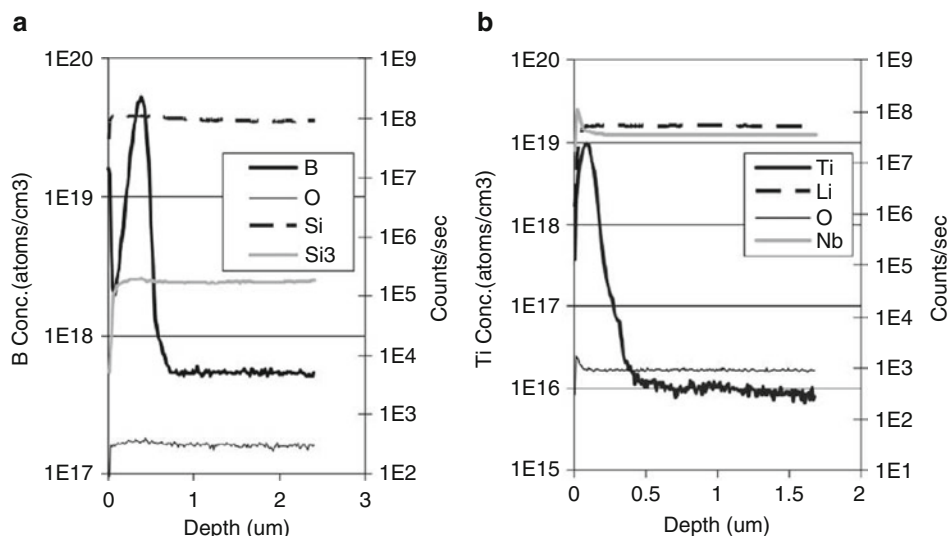 a
B Conc.(atoms/cm3)
1E20
1E19
1E18
1E17
1E9
1E8
1E7
1E6
1E5
1E4
1E3
1E2
Counts/sec
B
O
Si
Si3
0
1
2
3
Depth (um)
b
Ti Conc.(atoms/cm3)
1E20
1E19
1E18
1E17
1E16
1E15
1E9
1E8
1E7
1E6
1E5
1E4
1E3
1E2
1E1
Counts/sec
Ti
Li
O
Nb
0
0.5
1
1.5
2
Depth (um)